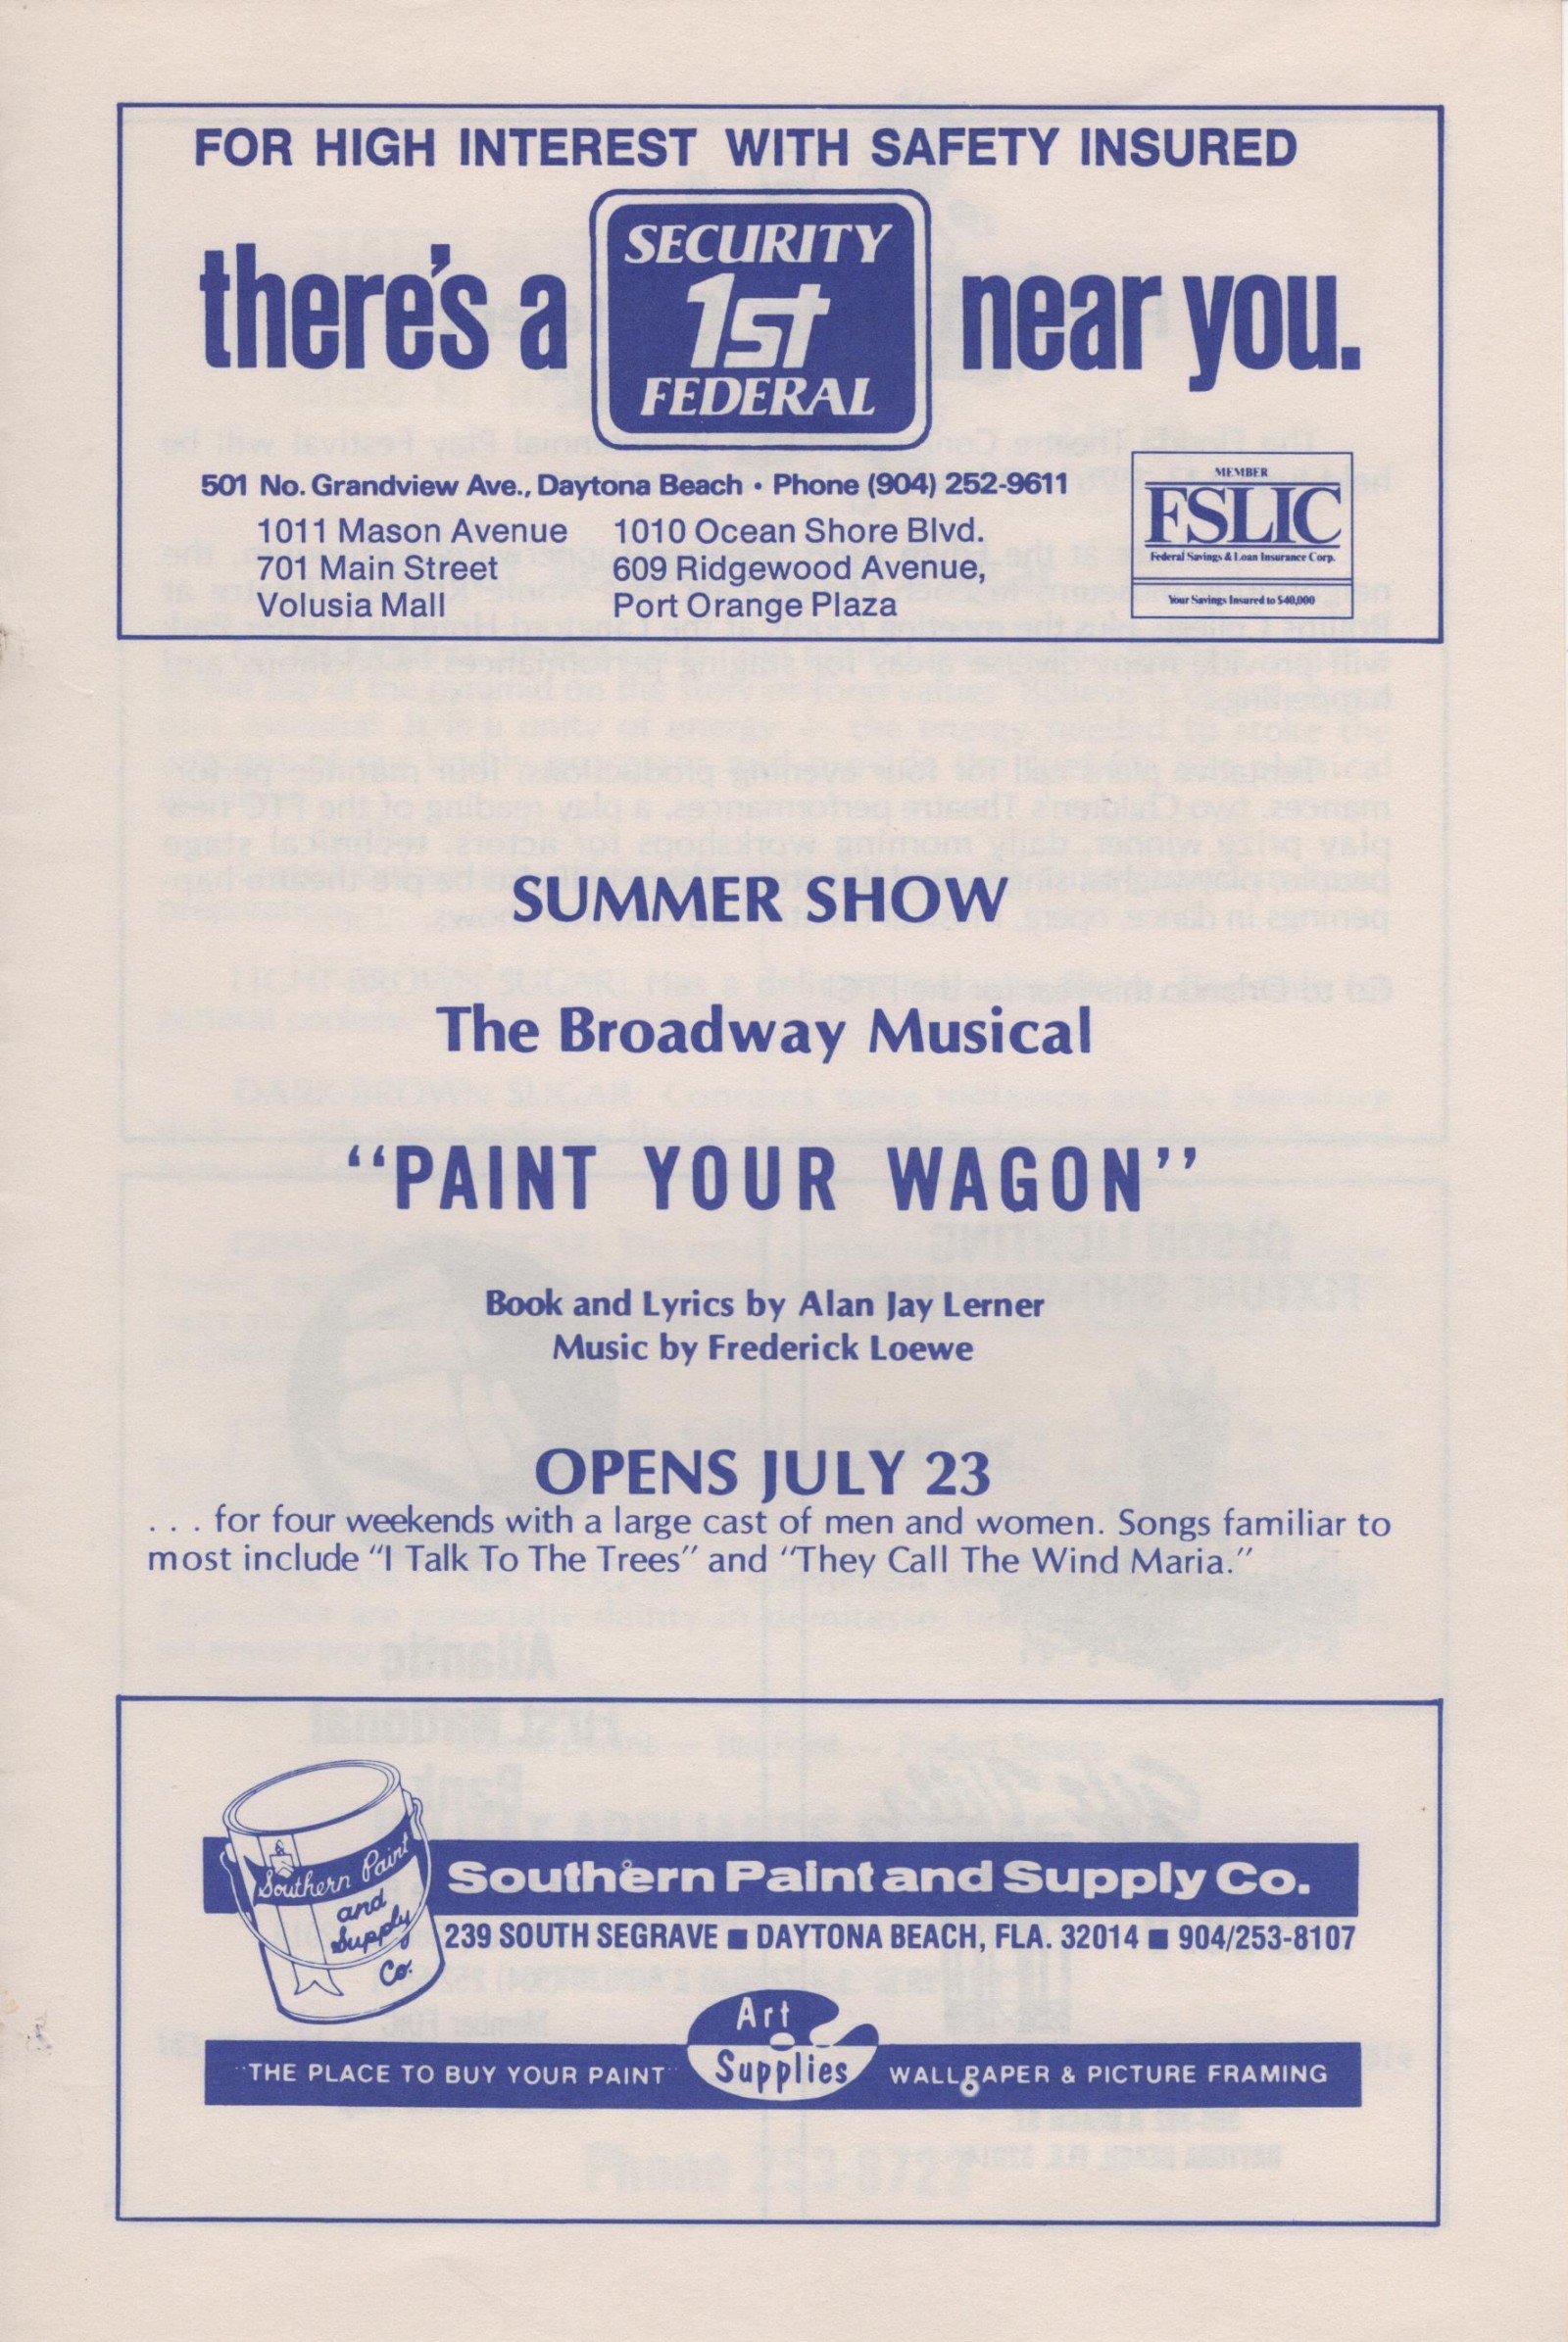 FOR HIGH INTEREST WITH SAFETY INSURED
there's a SECURITY 1st FEDERAL near you.
501 No. Grandview Ave., Daytona Beach • Phone (904) 252-9611
1011 Mason Avenue 1010 Ocean Shore Blvd.
701 Main Street 609 Ridgewood Avenue,
Volusia Mall Port Orange Plaza
MEMBER
FSLIC
Federal Savings & Loan Insurance Corp.
Your Savings Insured to $40,000
SUMMER SHOW
The Broadway Musical
"PAINT YOUR WAGON"
Book and Lyrics by Alan Jay Lerner
Music by Frederick Loewe
OPENS JULY 23
. . . for four weekends with a large cast of men and women. Songs familiar to
most include "I Talk To The Trees" and "They Call The Wind Maria."
Southern Paint
and
Supply
Co.
Southern Paint and Supply Co.
239 SOUTH SEGRAVE ■ DAYTONA BEACH, FLA. 32014 ■ 904/253-8107
Art
Supplies
"THE PLACE TO BUY YOUR PAINT" WALLPAPER & PICTURE FRAMING